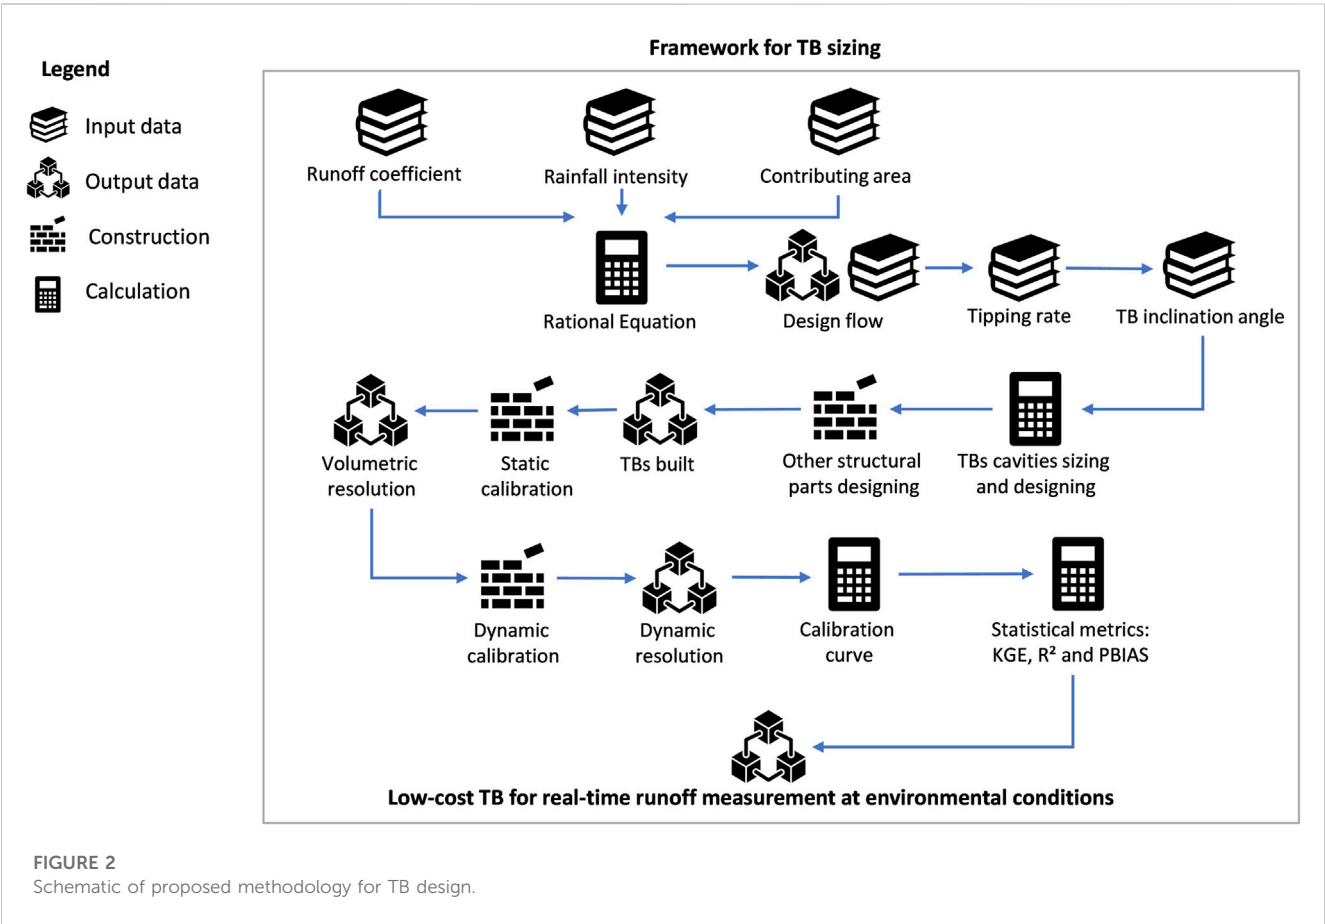 Framework for TB sizing
Legend
Input data
Output data
Construction
Calculation
Runoff coefficient
Rainfall intensity
Contributing area
Rational Equation
Design flow
Tipping rate
TB inclination angle
Volumetric
resolution
Static
calibration
TBs built
Other structural
parts designing
TBs cavities sizing
and designing
Dynamic
calibration
Dynamic
resolution
Calibration
curve
Statistical metrics:
KGE, R² and PBIAS
Low-cost TB for real-time runoff measurement at environmental conditions
FIGURE 2
Schematic of proposed methodology for TB design.